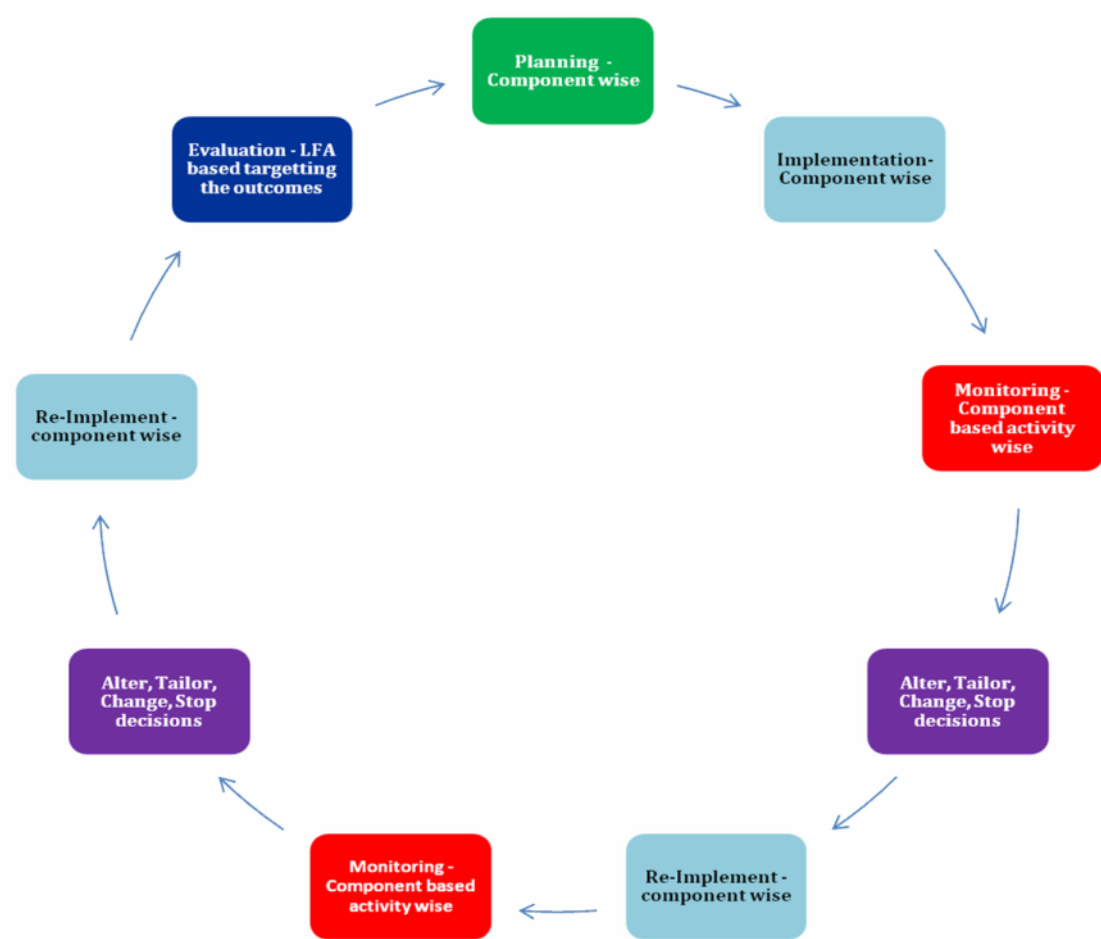 Planning -
Component wise
Implementation-
Component wise
Monitoring -
Component
based activity
wise
Alter, Tailor,
Change, Stop
decisions
Re-Implement -
component wise
Monitoring -
Component based
activity wise
Alter, Tailor,
Change, Stop
decisions
Re-Implement -
component wise
Evaluation - LFA
based targetting
the outcomes